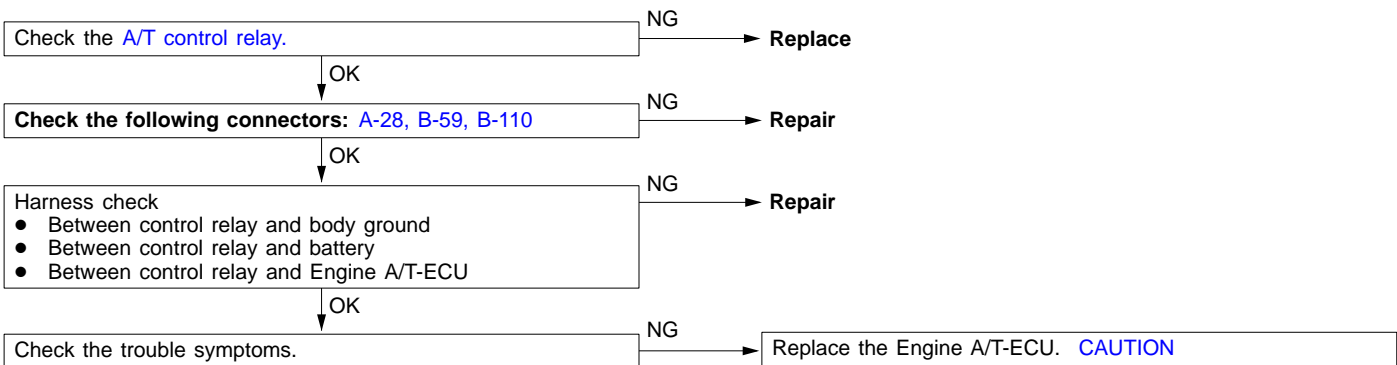 Check the A/T control relay.
NG
Replace
OK
Check the following connectors: A-28, B-59, B-110
NG
Repair
OK
Harness check
● Between control relay and body ground
● Between control relay and battery
● Between control relay and Engine A/T-ECU
NG
Repair
OK
Check the trouble symptoms.
NG
Replace the Engine A/T-ECU. CAUTION